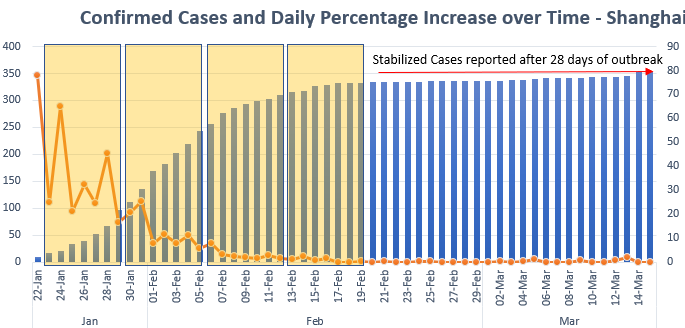 Confirmed Cases and Daily Percentage Increase over Time - Shanghai
400 90
350 80
300 70
250 60
200 50
150 40
100 30
50 20
0 10
0
Stabilized Cases reported after 28 days of outbreak
22-Jan 24-Jan 26-Jan 28-Jan 30-Jan 01-Feb 03-Feb 05-Feb 07-Feb 09-Feb 11-Feb 13-Feb 15-Feb 17-Feb 19-Feb 21-Feb 23-Feb 25-Feb 27-Feb 29-Feb 02-Mar 04-Mar 06-Mar 08-Mar 10-Mar 12-Mar 14-Mar
Jan Feb Mar